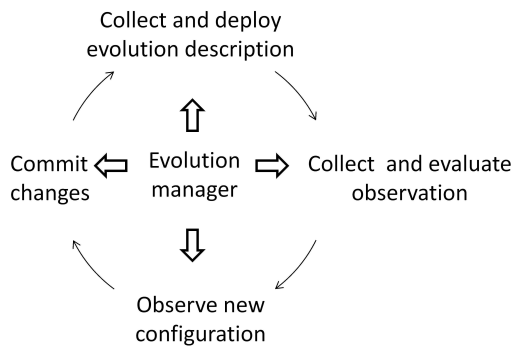 Collect and deploy
evolution description
Commit
changes
Evolution
manager
Collect and evaluate
observation
Observe new
configuration